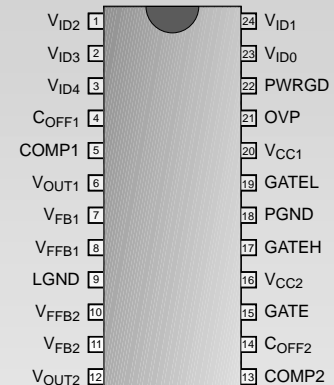 VID2 1 24 VID1
VID3 2 23 VID0
VID4 3 22 PWRGD
COFF1 4 21 OVP
COMP1 5 20 VCC1
VOUT1 6 19 GATEL
VFB1 7 18 PGND
VFFB1 8 17 GATEH
LGND 9 16 VCC2
VFFB2 10 15 GATE
VFB2 11 14 COFF2
VOUT2 12 13 COMP2